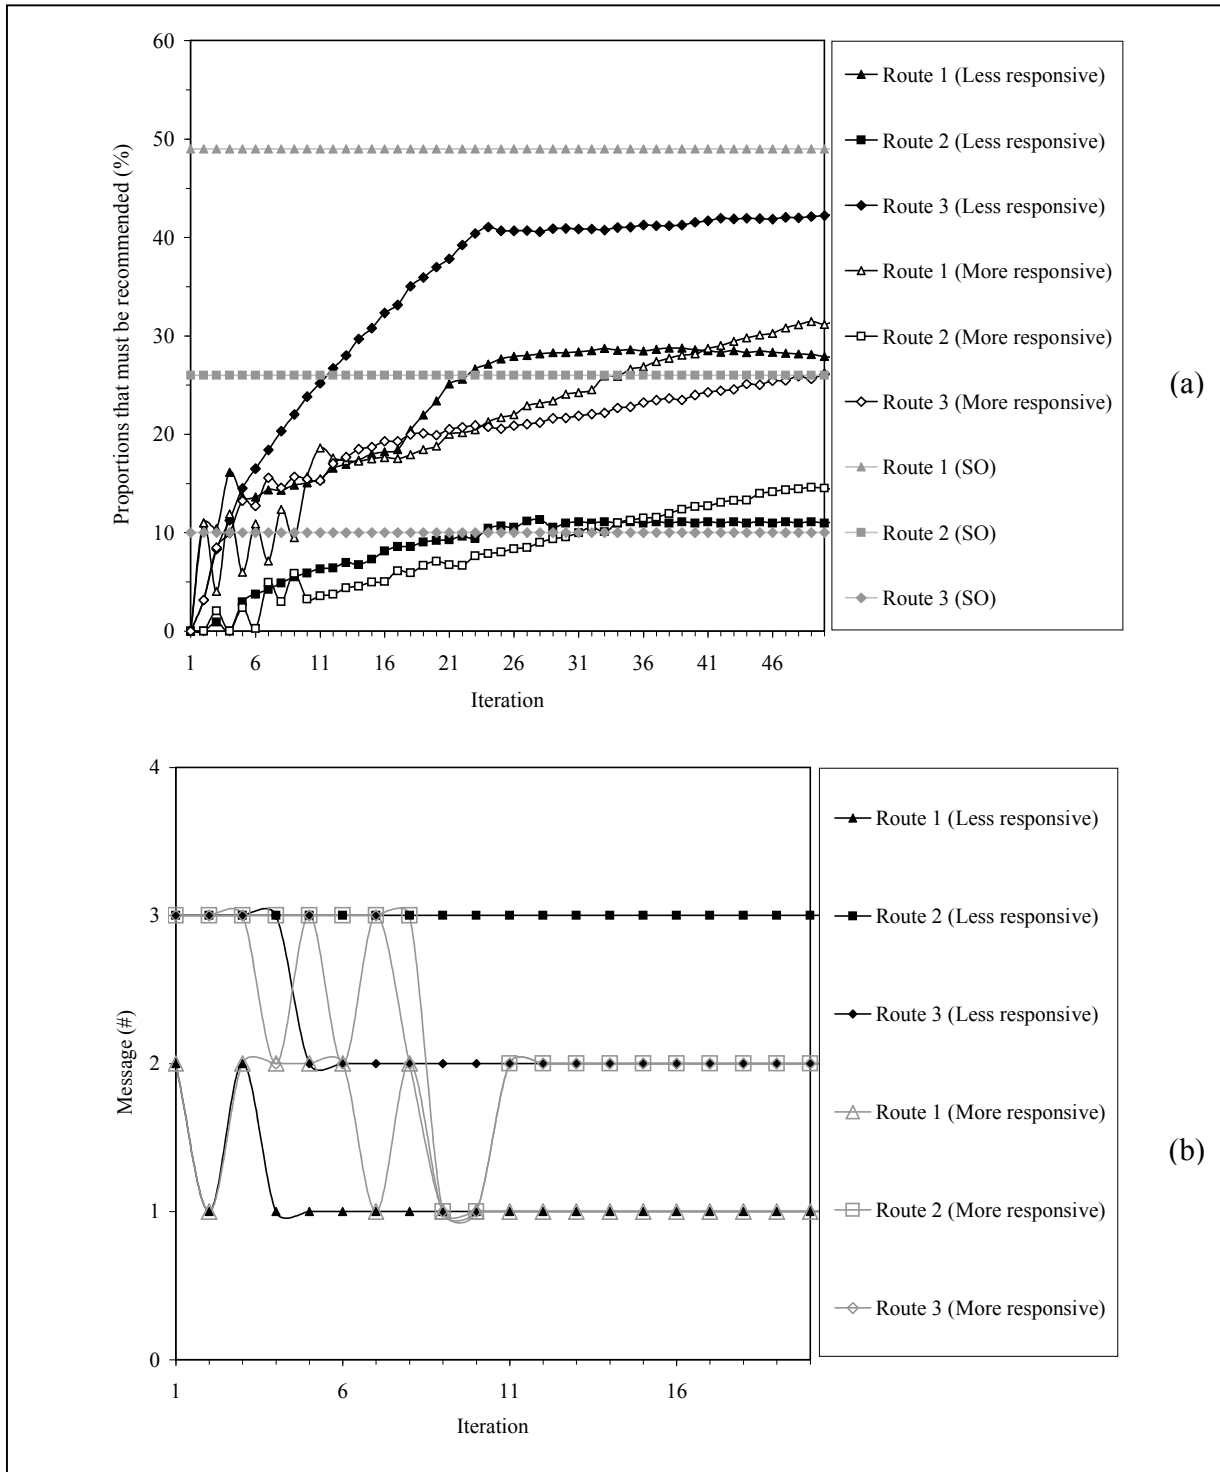 60
50
40
30
20
10
0
Proportions that must be recommended (%)
1 6 11 16 21 26 31 36 41 46
Iteration
Route 1 (Less responsive)
Route 2 (Less responsive)
Route 3 (Less responsive)
Route 1 (More responsive)
Route 2 (More responsive)
Route 3 (More responsive)
Route 1 (SO)
Route 2 (SO)
Route 3 (SO)
(a)
4
3
2
1
0
Message (#)
1 6 11 16
Iteration
Route 1 (Less responsive)
Route 2 (Less responsive)
Route 3 (Less responsive)
Route 1 (More responsive)
Route 2 (More responsive)
Route 3 (More responsive)
(b)